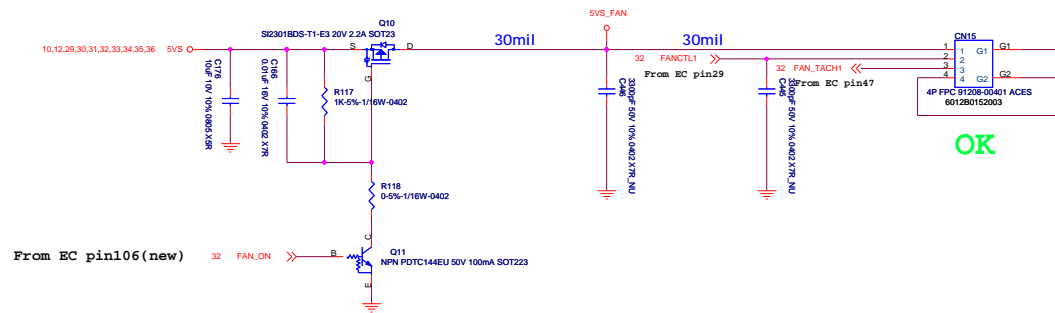 Q10
SI2301BDS-T1-E3 20V 2.2A SOT23
5VS_FAN
10,12,29,30,31,32,33,34,35,36 5VS
S
D
G
30mil
30mil
32 FANCTL1
From EC pin29
32 FAN_TACH1
From EC pin47
CN15
1
2
3
4
1
2
3
4
G1
G2
G1
G2
4P FPC 91208-00401 ACES
6012B0152003
OK
C176
10uF 10V 10% 0805 X5R
C166
0.01uF 16V 10% 0402 X7R
R117
1K-5%-1/16W-0402
C446
3300pF 50V 10% 0402 X7R_NU
C445
3300pF 50V 10% 0402 X7R_NU
R118
0-5%-1/16W-0402
C
From EC pin106(new)
32 FAN_ON
B
Q11
NPN PDTC144EU 50V 100mA SOT223
E